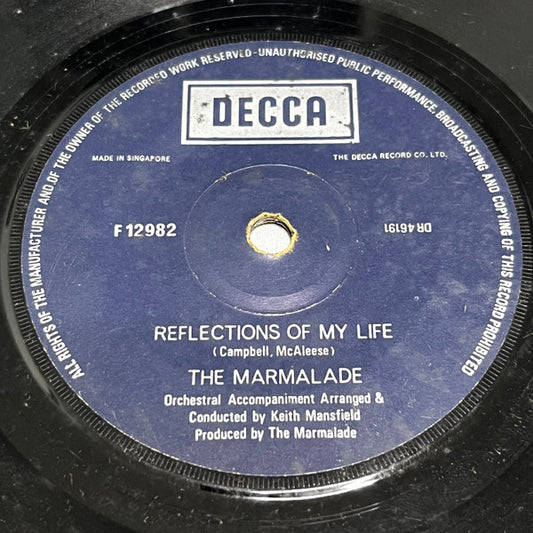 ALL RIGHTS OF THE MANUFACTURER AND OF THE OWNER OF THE RECORDED WORK RESERVED-UNAUTHORISED PUBLIC PERFORMANCE, BROADCASTING AND COPYING OF THIS RECORD PROHIBITED
DECCA
MADE IN SINGAPORE
THE DECCA RECORD CO. LTD.
F 12982
DR 46191
REFLECTIONS OF MY LIFE
(Campbell, McAleese)
THE MARMALADE
Orchestral Accompaniment Arranged &
Conducted by Keith Mansfield
Produced by The Marmalade